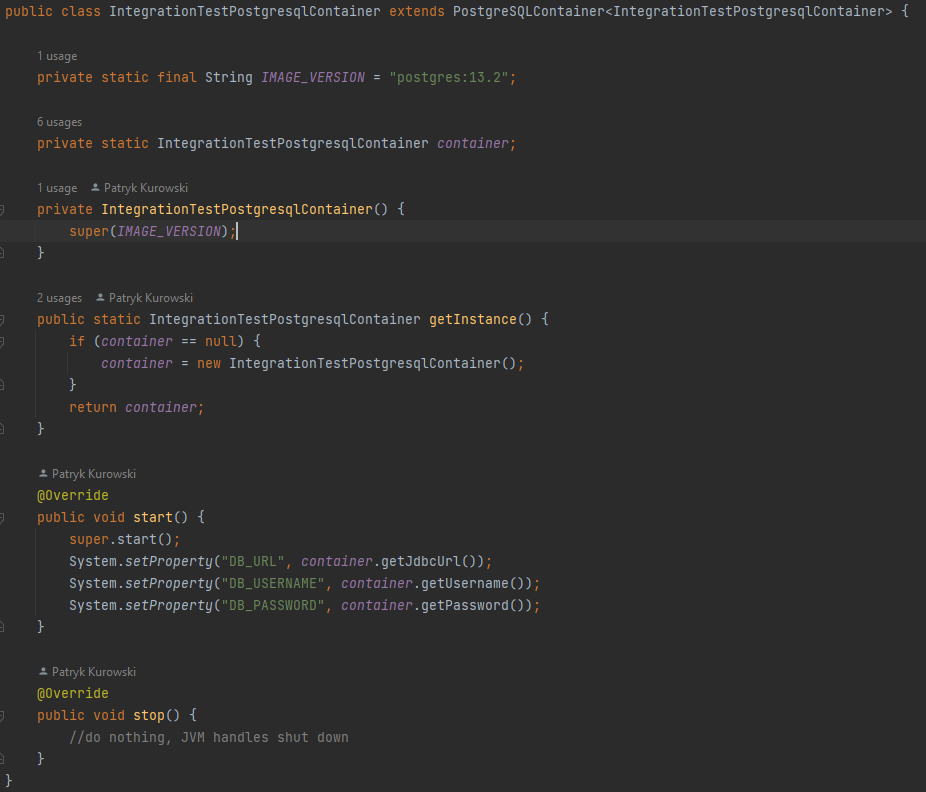 public class IntegrationTestPostgresqlContainer extends PostgreSQLContainer<IntegrationTestPostgresqlContainer> {
1 usage
private static final String IMAGE_VERSION = "postgres:13.2";
6 usages
private static IntegrationTestPostgresqlContainer container;
1 usage Patryk Kurowski
private IntegrationTestPostgresqlContainer() {
super(IMAGE_VERSION);
}
2 usages Patryk Kurowski
public static IntegrationTestPostgresqlContainer getInstance() {
if (container == null) {
container = new IntegrationTestPostgresqlContainer();
}
return container;
}
Patryk Kurowski
@Override
public void start() {
super.start();
System.setProperty("DB_URL", container.getJdbcUrl());
System.setProperty("DB_USERNAME", container.getUsername());
System.setProperty("DB_PASSWORD", container.getPassword());
}
Patryk Kurowski
@Override
public void stop() {
//do nothing, JVM handles shut down
}
}